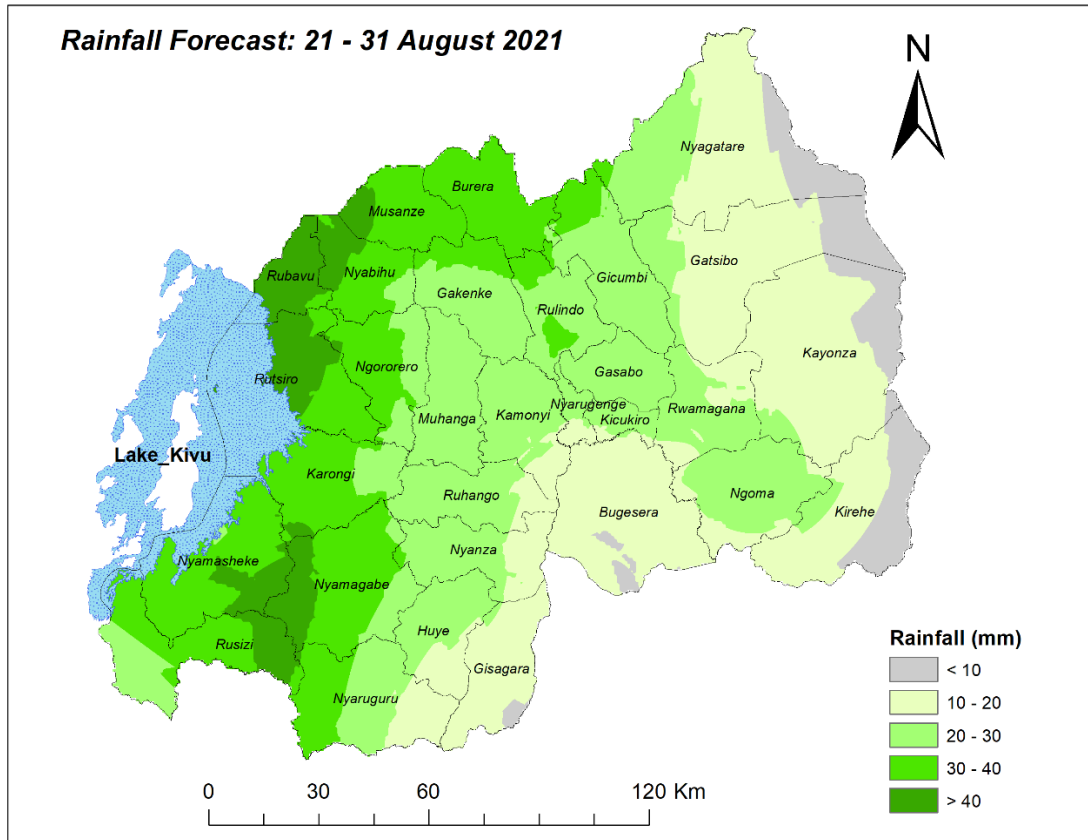 Rainfall Forecast: 21 - 31 August 2021
N
Nyagatare
Burera
Musanze
Gatsibo
Rubavu
Nyabihu
Gicumbi
Gakenke
Rulindo
Kayonza
Ngororero
Gasabo
Rutsiro
Nyarugenge
Rwamagana
Muhanga
Kamonyi
Kicukiro
Lake_Kivu
Karongi
Ruhango
Ngoma
Bugesera
Kirehe
Nyanza
Nyamasheke
Nyamagabe
Huye
Rusizi
Gisagara
Nyaruguru
Rainfall (mm)
< 10
10 - 20
20 - 30
30 - 40
> 40
0 30 60 120 Km